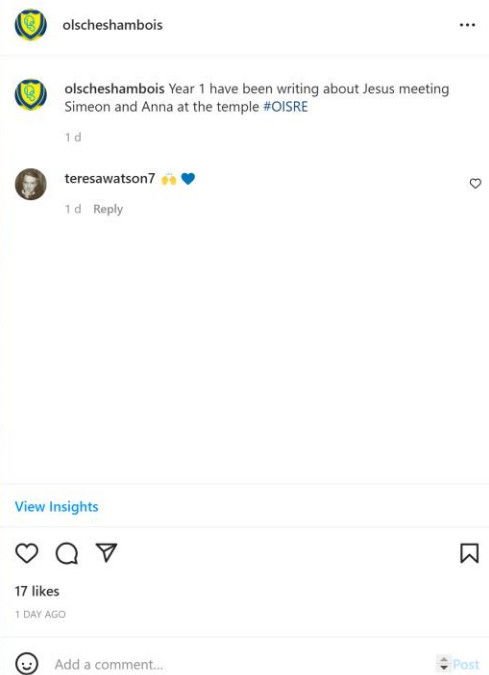 olscheshambois
olscheshambois Year 1 have been writing about Jesus meeting
Simeon and Anna at the temple #OlSRE
1 d
teresawatson7 🙌 💙
1 d Reply
View Insights
17 likes
1 DAY AGO
Add a comment... Post